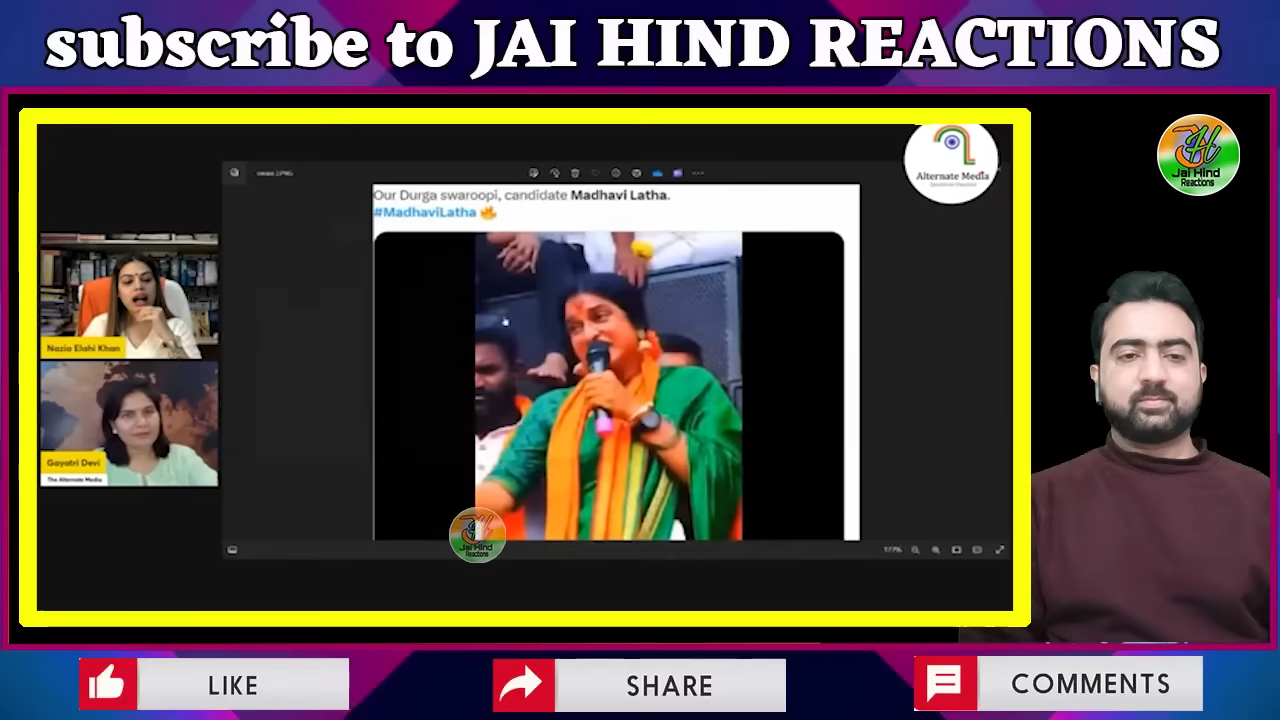 subscribe to JAI HIND REACTIONS
Alternate Media
Jai Hind
Reactions
Our Durga swaroopi, candidate Madhavi Latha.
#MadhaviLatha
Nazia Elahi Khan
Gayatri Devi
The Alternate Media
Jai Hind
Reactions
177%
LIKE
SHARE
COMMENTS